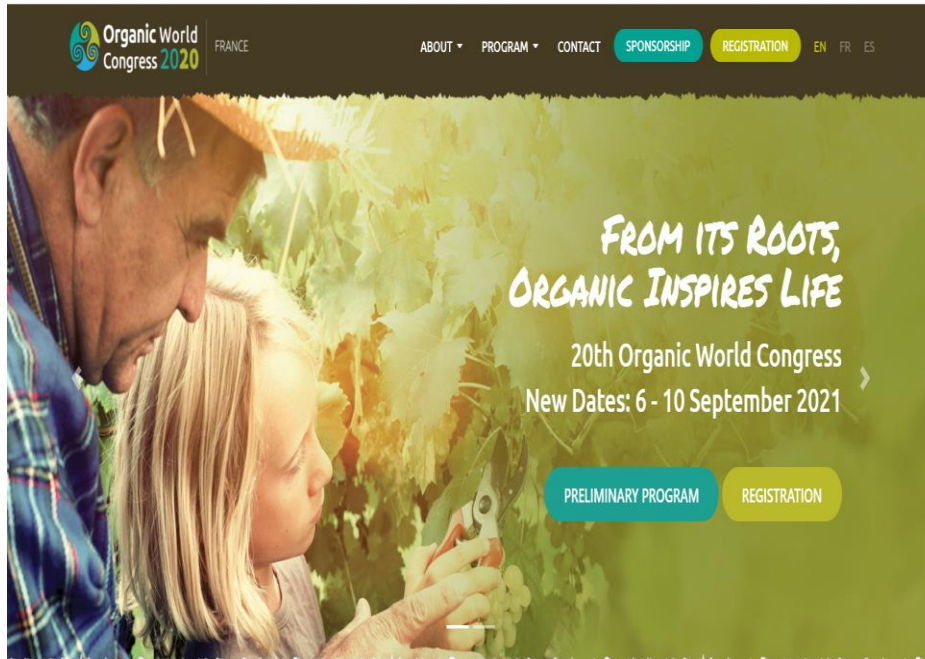 Organic World
Congress 2020
FRANCE
ABOUT
PROGRAM
CONTACT
SPONSORSHIP
REGISTRATION
EN
FR
ES
FROM ITS ROOTS,
ORGANIC INSPIRES LIFE
20th Organic World Congress
New Dates: 6 - 10 September 2021
PRELIMINARY PROGRAM
REGISTRATION